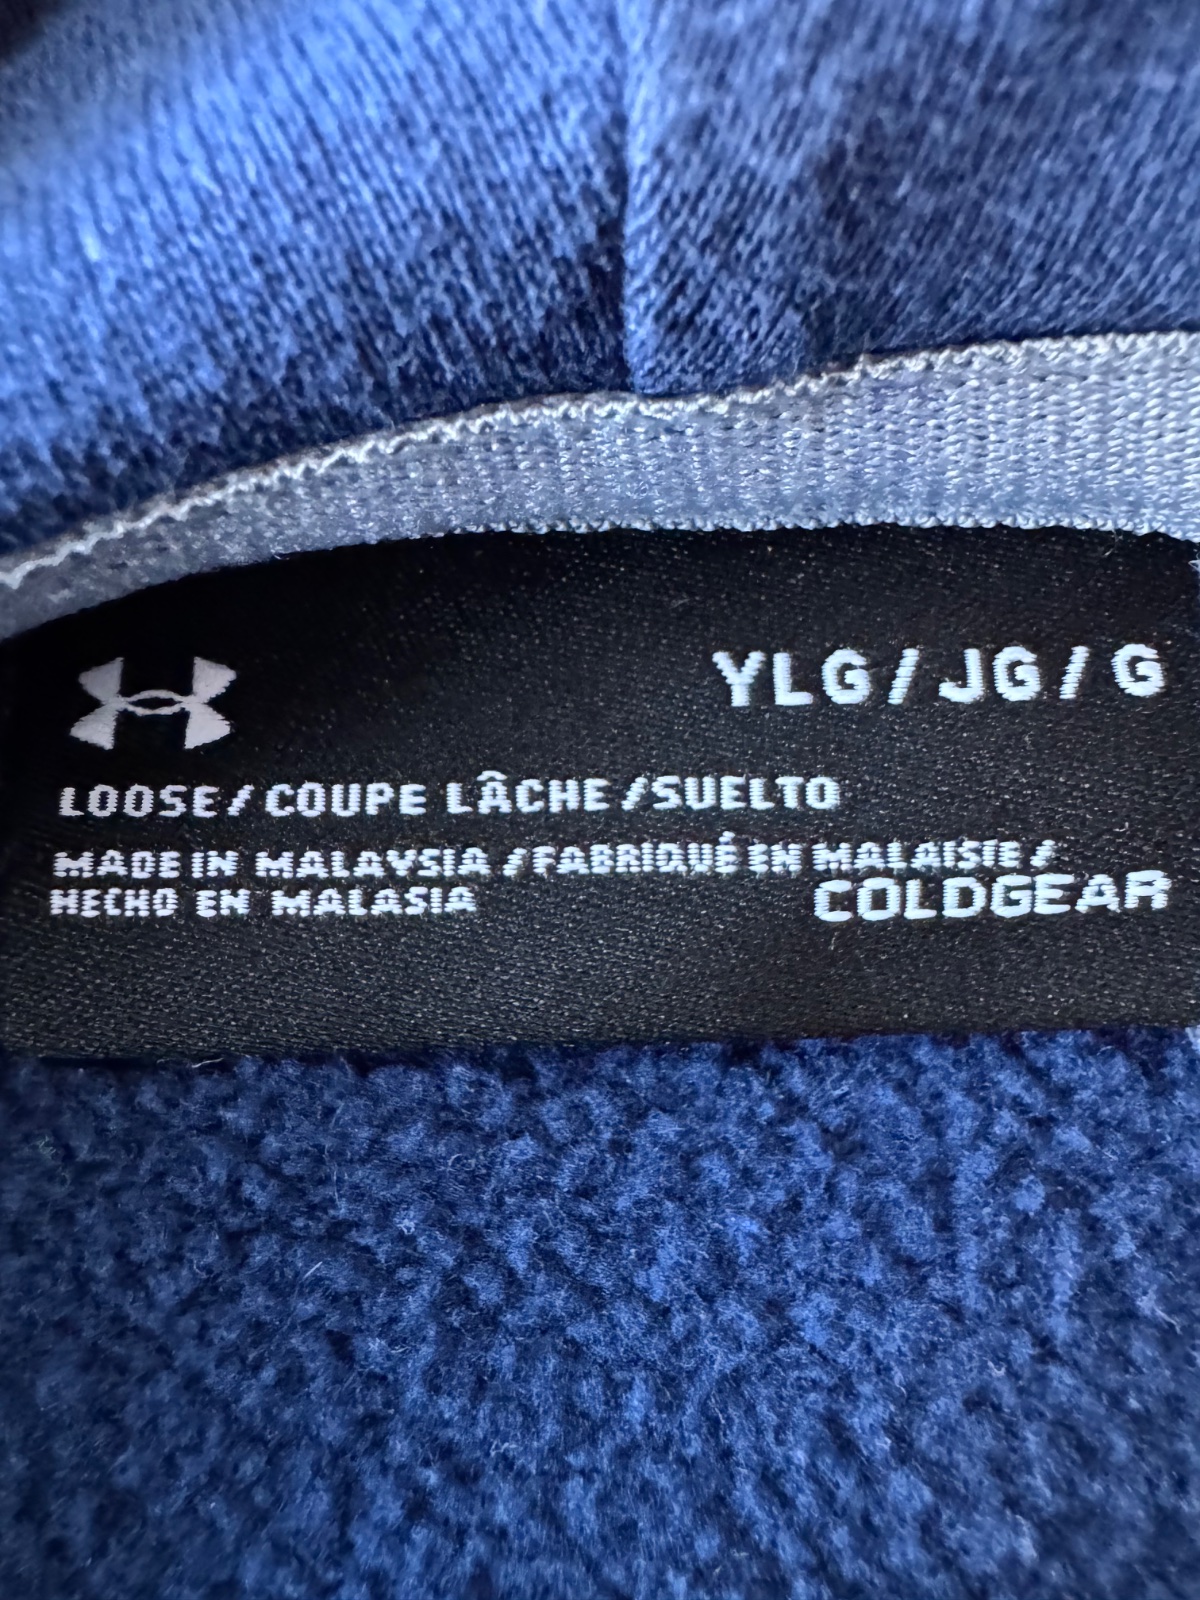 YLG/JG/G
LOOSE/COUPE LÂCHE/SUELTO
MADE IN MALAYSIA/FABRIQUÉ EN MALAISIE/
HECHO EN MALASIA
COLDGEAR